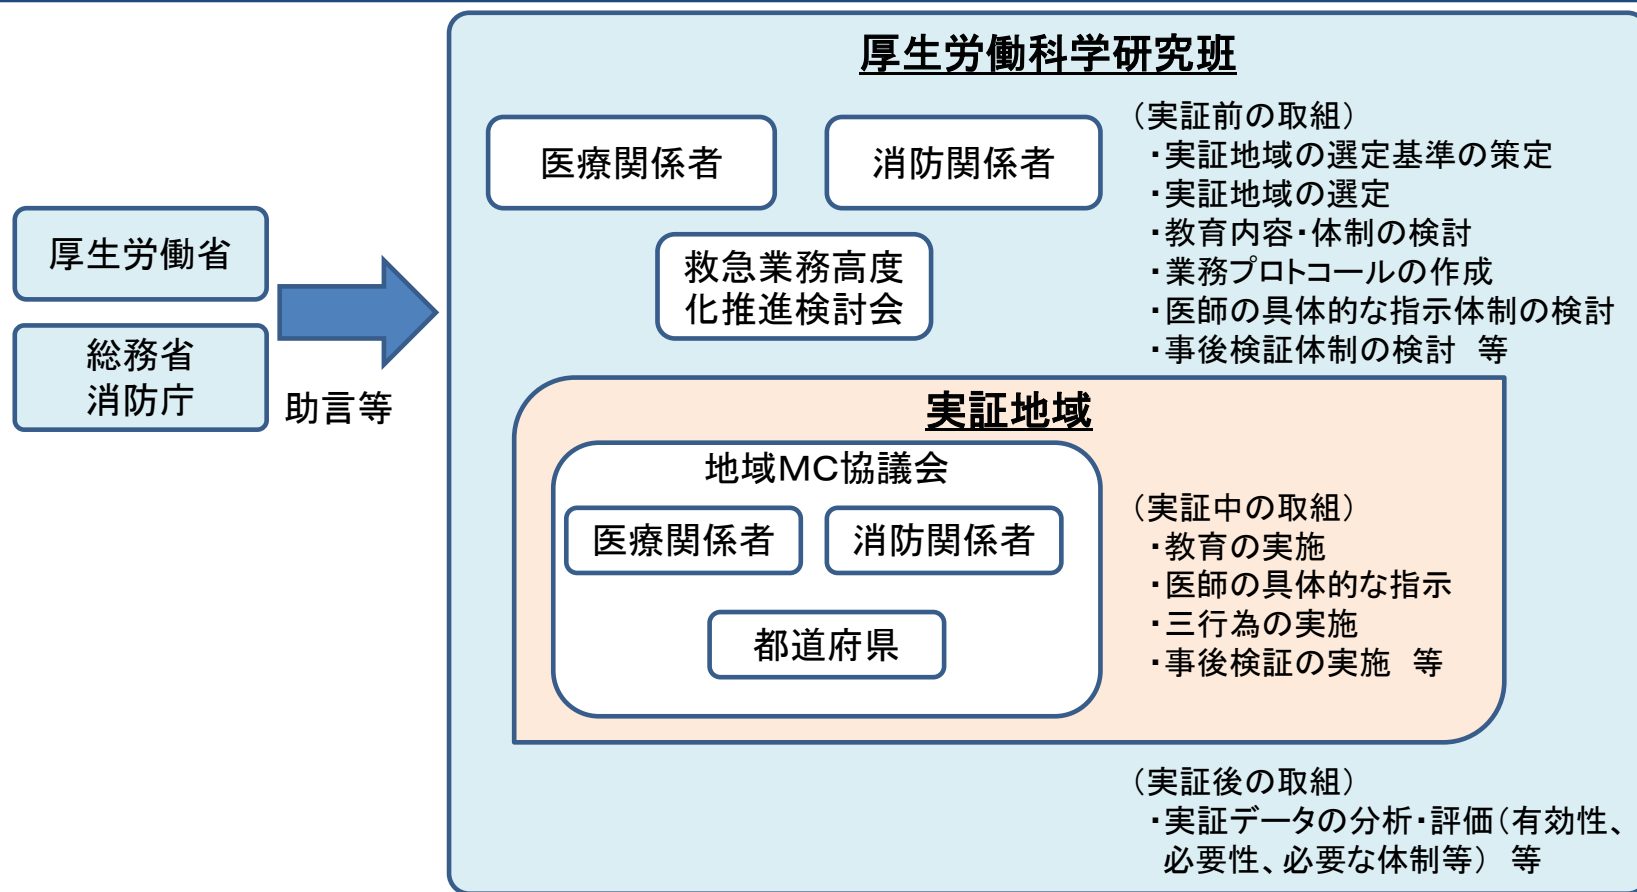 厚生労働省
総務省
消防庁
助言等
厚生労働科学研究班
医療関係者
消防関係者
救急業務高度
化推進検討会
（実証前の取組）
・実証地域の選定基準の策定
・実証地域の選定
・教育内容・体制の検討
・業務プロトコールの作成
・医師の具体的な指示体制の検討
・事後検証体制の検討　等
実証地域
地域MC協議会
医療関係者
消防関係者
都道府県
（実証中の取組）
・教育の実施
・医師の具体的な指示
・三行為の実施
・事後検証の実施　等
（実証後の取組）
・実証データの分析・評価（有効性、
必要性、必要な体制等）　等